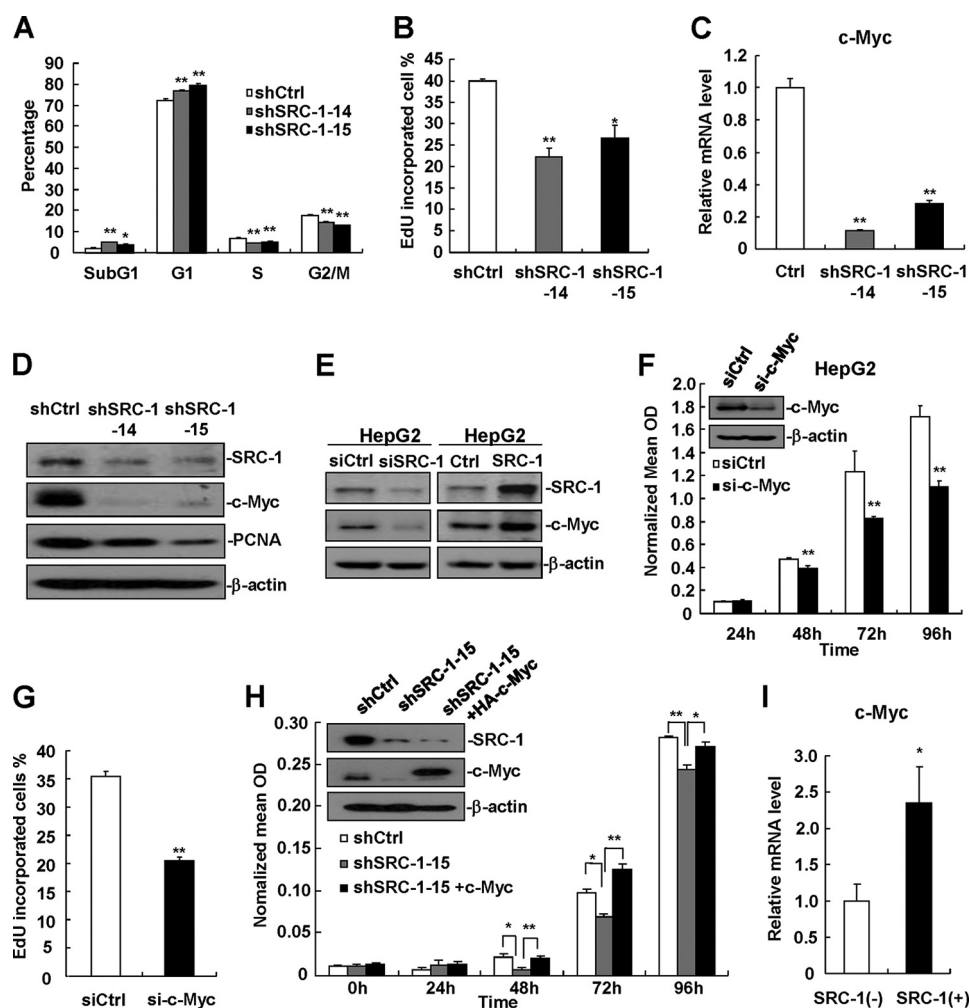 A
Percentage
90
80
70
60
50
40
30
20
10
0
shCtrl
shSRC-1-14
shSRC-1-15
** *
** **
** **
** **
SubG1 G1 S G2/M
B
EdU incorporated cell %
45
40
35
30
25
20
15
10
5
0
**
*
shCtrl shSRC-1 shSRC-1
-14 -15
C
c-Myc
Relative mRNA level
1.2
1.0
0.8
0.6
0.4
0.2
0
**
**
Ctrl shSRC-1 shSRC-1
-14 -15
D
shCtrl shSRC-1 shSRC-1
-14 -15
-SRC-1
-c-Myc
-PCNA
-β-actin
E
HepG2 HepG2
siCtrl siSRC-1 Ctrl SRC-1
-SRC-1
-c-Myc
-β-actin
F
siCtrl si-c-Myc
HepG2
Normalized Mean OD
2.0
1.8
1.6
1.4
1.2
1.0
0.8
0.6
0.4
0.2
0
-c-Myc
-β-actin
siCtrl
si-c-Myc
**
**
**
24h 48h 72h 96h
Time
G
EdU incorporated cells %
40
35
30
25
20
15
10
5
0
**
siCtrl si-c-Myc
H
shCtrl shSRC-1-15 shSRC-1-15
+HA-c-Myc
Nomalized mean OD
0.30
0.25
0.20
0.15
0.10
0.05
0.00
-SRC-1
-c-Myc
-β-actin
shCtrl
shSRC-1-15
shSRC-1-15 +c-Myc
* **
* **
** *
0h 24h 48h 72h 96h
Time
I
c-Myc
Relative mRNA level
3.0
2.5
2.0
1.5
1.0
0.5
0
*
SRC-1(-) SRC-1(+)